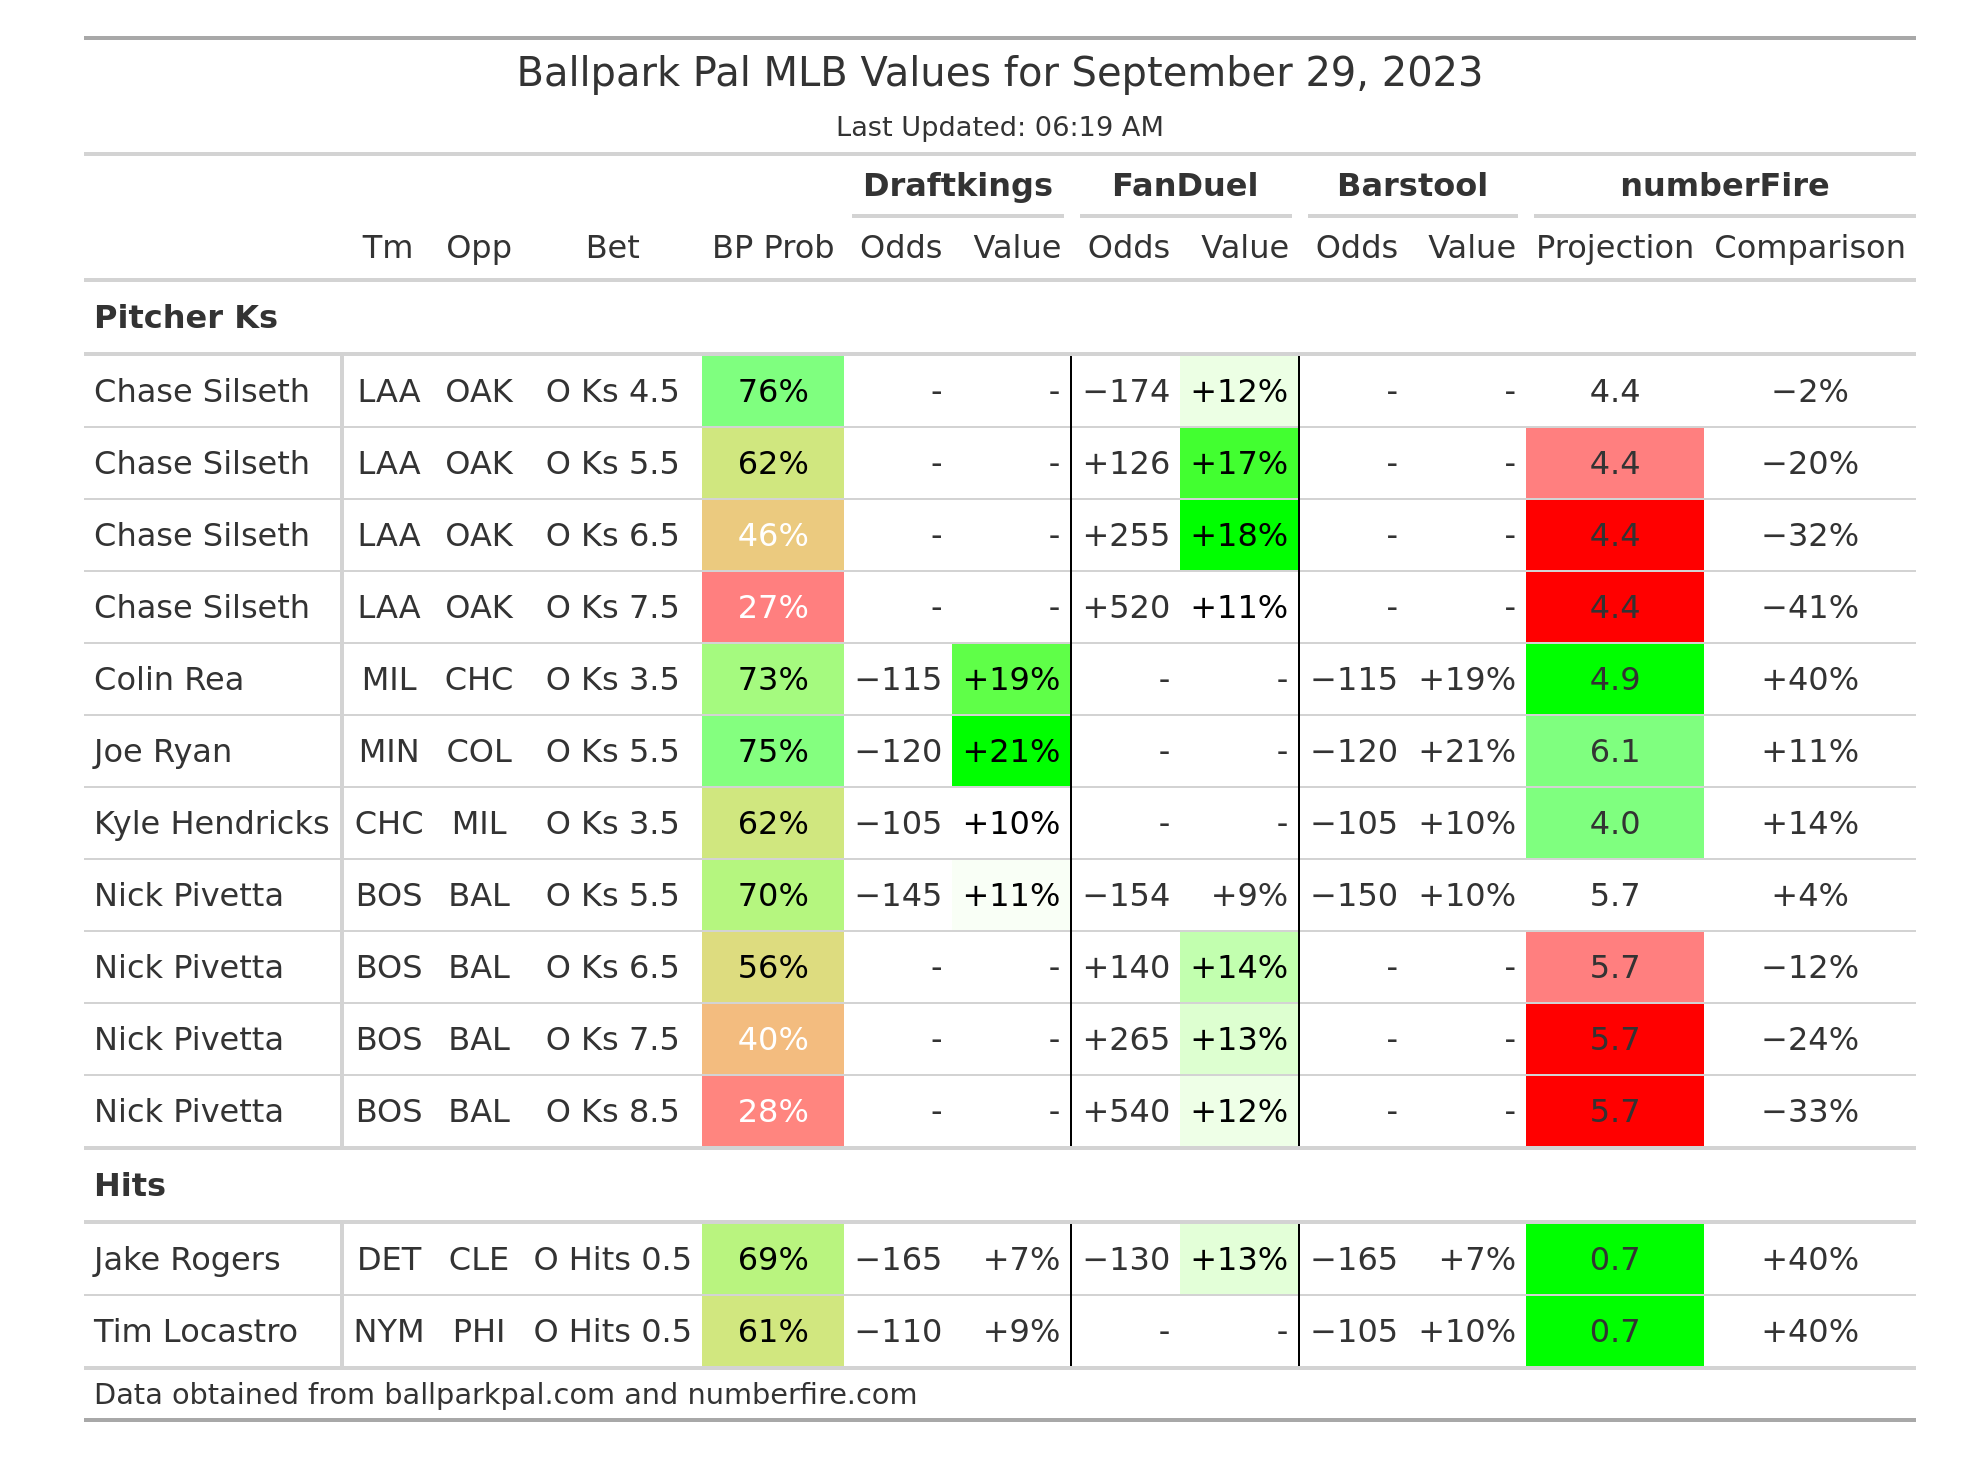 Ballpark Pal MLB Values for September 29, 2023
Last Updated: 06:19 AM
Draftkings FanDuel Barstool numberFire
Tm Opp Bet BP Prob Odds Value Odds Value Odds Value Projection Comparison
Pitcher Ks
Chase Silseth LAA OAK O Ks 4.5 76% - - −174 +12% - - 4.4 −2%
Chase Silseth LAA OAK O Ks 5.5 62% - - +126 +17% - - 4.4 −20%
Chase Silseth LAA OAK O Ks 6.5 46% - - +255 +18% - - 4.4 −32%
Chase Silseth LAA OAK O Ks 7.5 27% - - +520 +11% - - 4.4 −41%
Colin Rea MIL CHC O Ks 3.5 73% −115 +19% - - −115 +19% 4.9 +40%
Joe Ryan MIN COL O Ks 5.5 75% −120 +21% - - −120 +21% 6.1 +11%
Kyle Hendricks CHC MIL O Ks 3.5 62% −105 +10% - - −105 +10% 4.0 +14%
Nick Pivetta BOS BAL O Ks 5.5 70% −145 +11% −154 +9% −150 +10% 5.7 +4%
Nick Pivetta BOS BAL O Ks 6.5 56% - - +140 +14% - - 5.7 −12%
Nick Pivetta BOS BAL O Ks 7.5 40% - - +265 +13% - - 5.7 −24%
Nick Pivetta BOS BAL O Ks 8.5 28% - - +540 +12% - - 5.7 −33%
Hits
Jake Rogers DET CLE O Hits 0.5 69% −165 +7% −130 +13% −165 +7% 0.7 +40%
Tim Locastro NYM PHI O Hits 0.5 61% −110 +9% - - −105 +10% 0.7 +40%
Data obtained from ballparkpal.com and numberfire.com